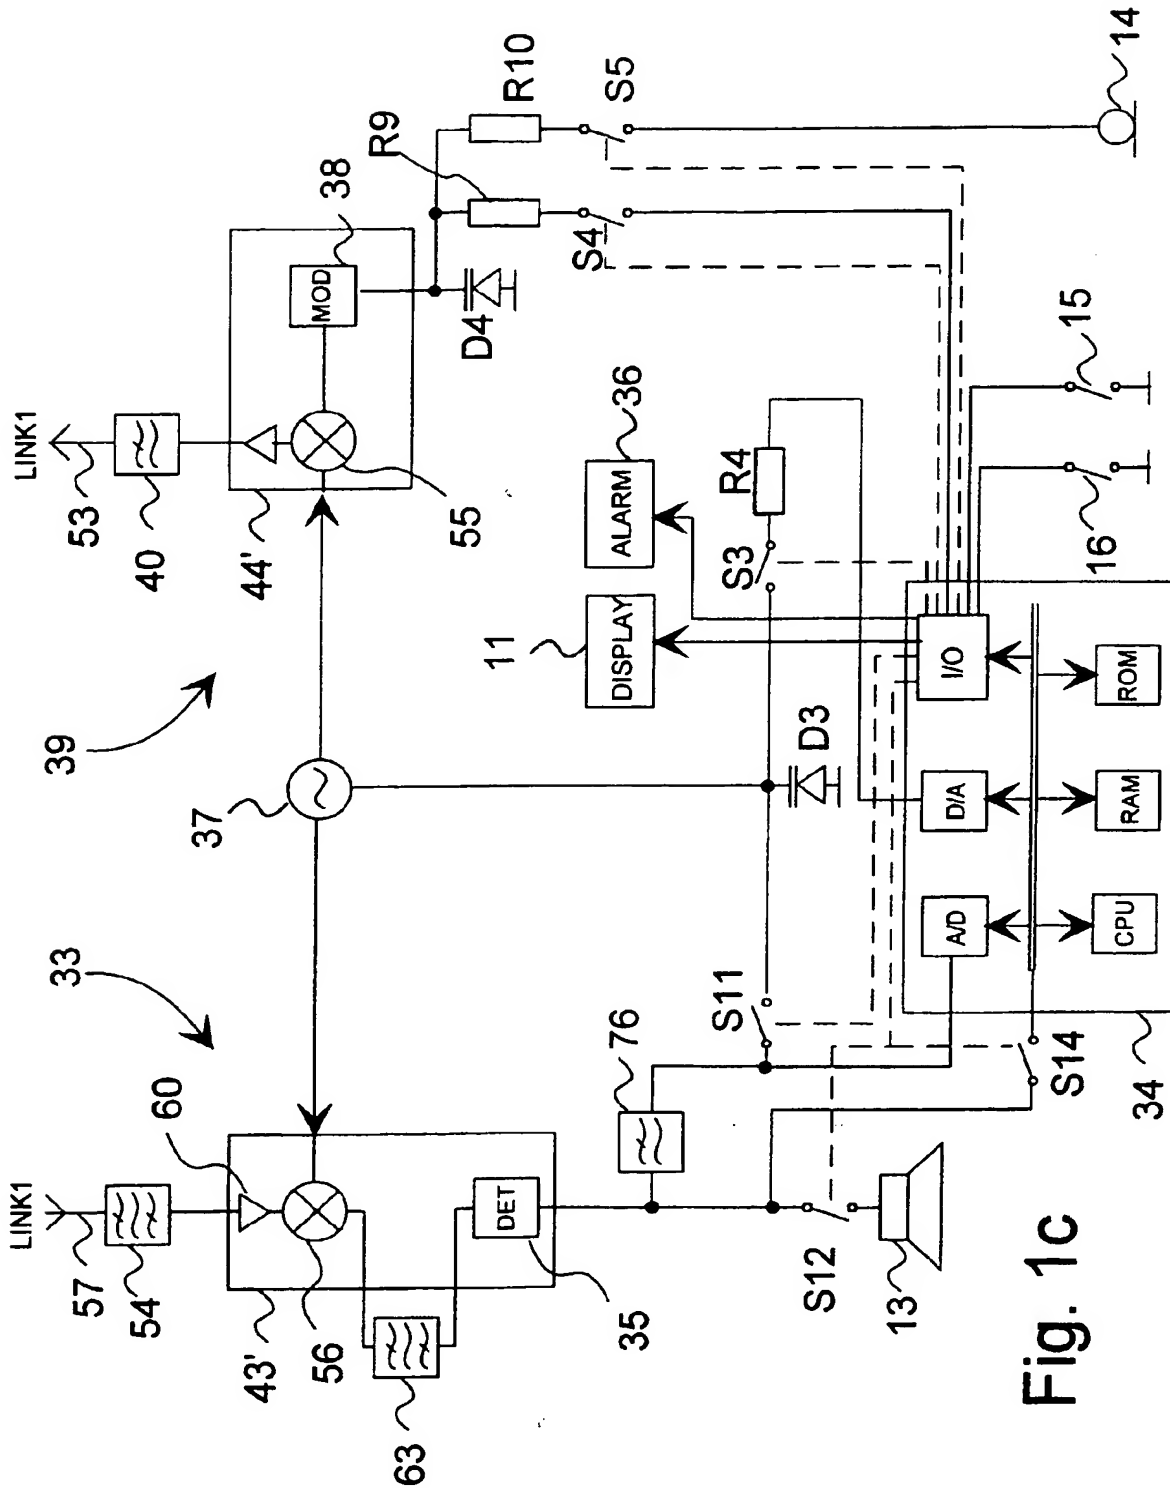 LINK1
57
54
60
43'
56
63
35
DET
33
37
39
LINK1
53
40
44'
55
MOD
38
R9
R10
D4
S4
S5
14
11
DISPLAY
36
ALARM
S3
R4
D3
S11
76
S12
13
S14
34
A/D
D/A
I/O
CPU
RAM
ROM
16
15
Fig. 1c